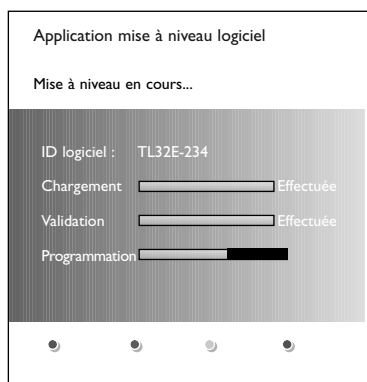 Application mise à niveau logiciel
Mise à niveau en cours...
ID logiciel : TL32E-234
Chargement Effectuée
Validation Effectuée
Programmation